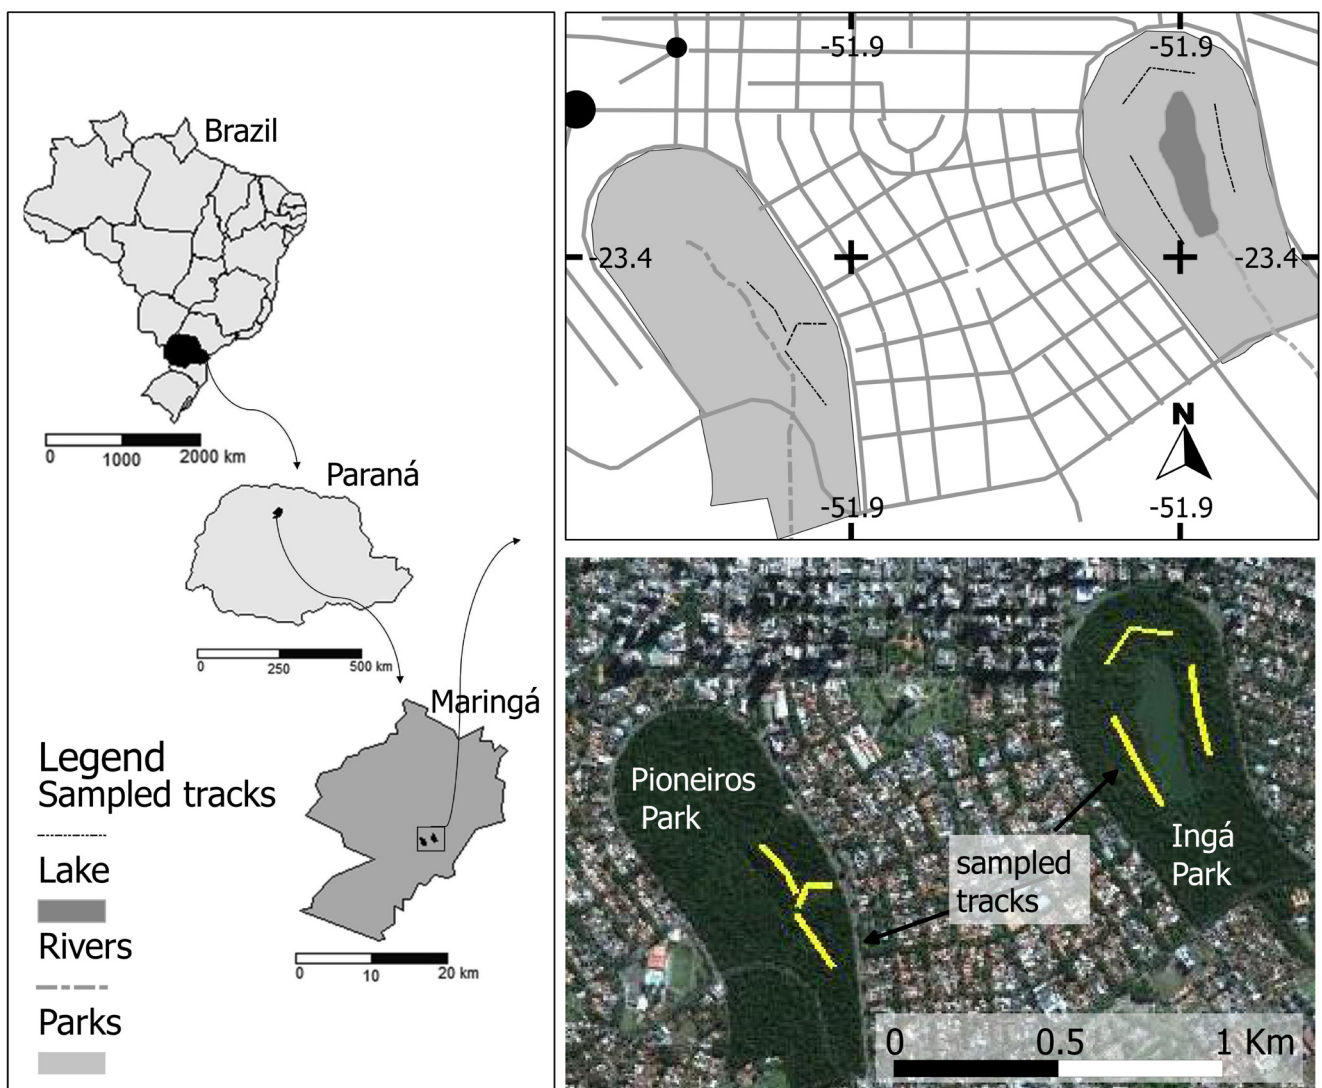 Brazil
0 1000 2000 km
Paraná
0 250 500 km
Maringá
0 10 20 km
Legend
Sampled tracks
Lake
Rivers
Parks
-51.9 -51.9
-23.4 -23.4
N
-51.9 -51.9
Pioneiros
Park
Ingá
Park
sampled
tracks
0 0.5 1 Km